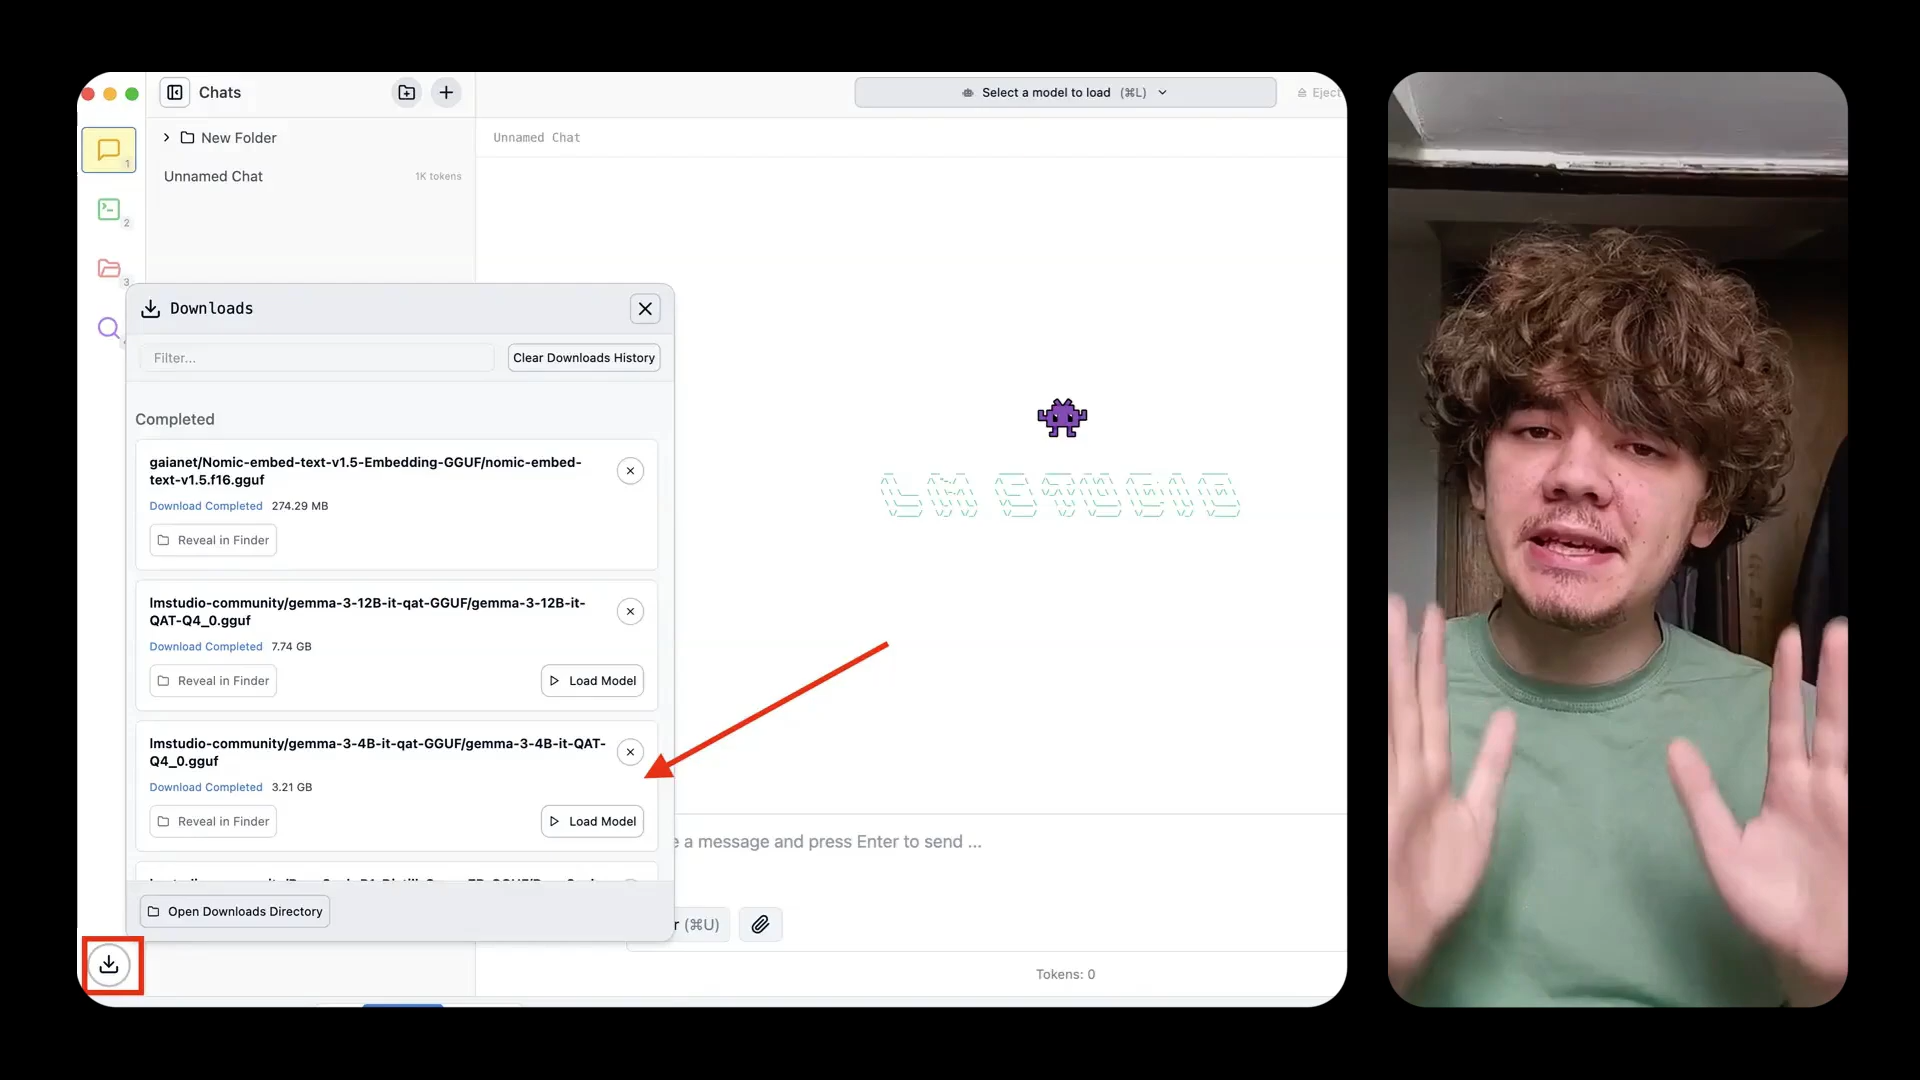 Chats
Select a model to load (⌘L)
Eject
New Folder
Unnamed Chat
Unnamed Chat
1K tokens
1
2
3
Downloads
Filter...
Clear Downloads History
Completed
gaianet/Nomic-embed-text-v1.5-Embedding-GGUF/nomic-embed-
text-v1.5.f16.gguf
Download Completed 274.29 MB
Reveal in Finder
LM STUDIO
lmstudio-community/gemma-3-12B-it-qat-GGUF/gemma-3-12B-it-
QAT-Q4_0.gguf
Download Completed 7.74 GB
Reveal in Finder
Load Model
lmstudio-community/gemma-3-4B-it-qat-GGUF/gemma-3-4B-it-QAT-
Q4_0.gguf
Download Completed 3.21 GB
Reveal in Finder
Load Model
a message and press Enter to send ...
Open Downloads Directory
r (⌘U)
Tokens: 0